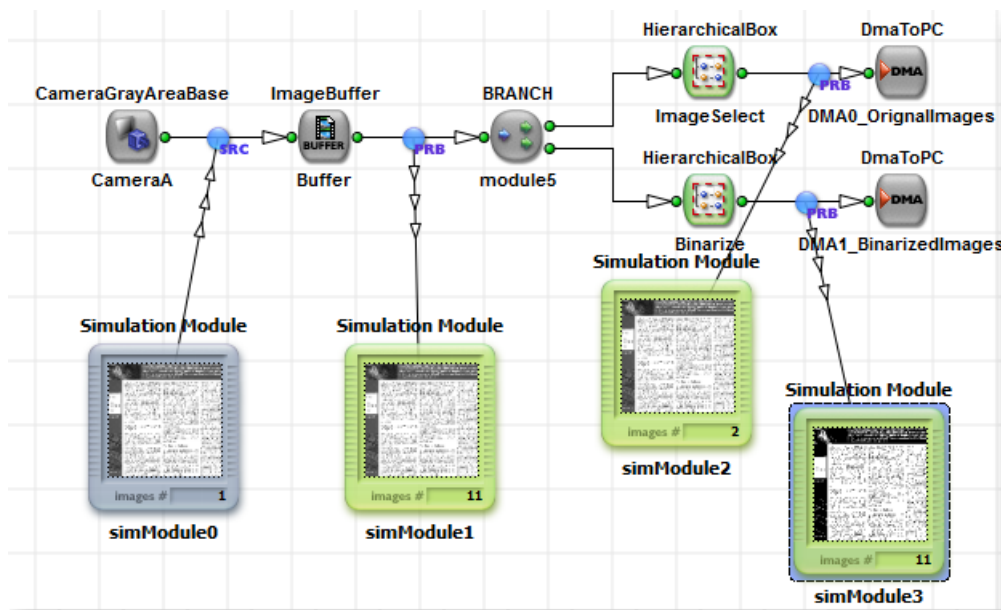 HierarchicalBox
DmaToPC
CameraGrayAreaBase
ImageBuffer
BRANCH
SRC
BUFFER
PRB
PRB
DMA
ImageSelect
DMA0_OrignalImages
CameraA
Buffer
module5
HierarchicalBox
DmaToPC
PRB
DMA
Binarize
DMA1_BinarizedImages
Simulation Module
images # 2
simModule2
Simulation Module
images # 1
simModule0
Simulation Module
images # 11
simModule1
Simulation Module
images # 11
simModule3